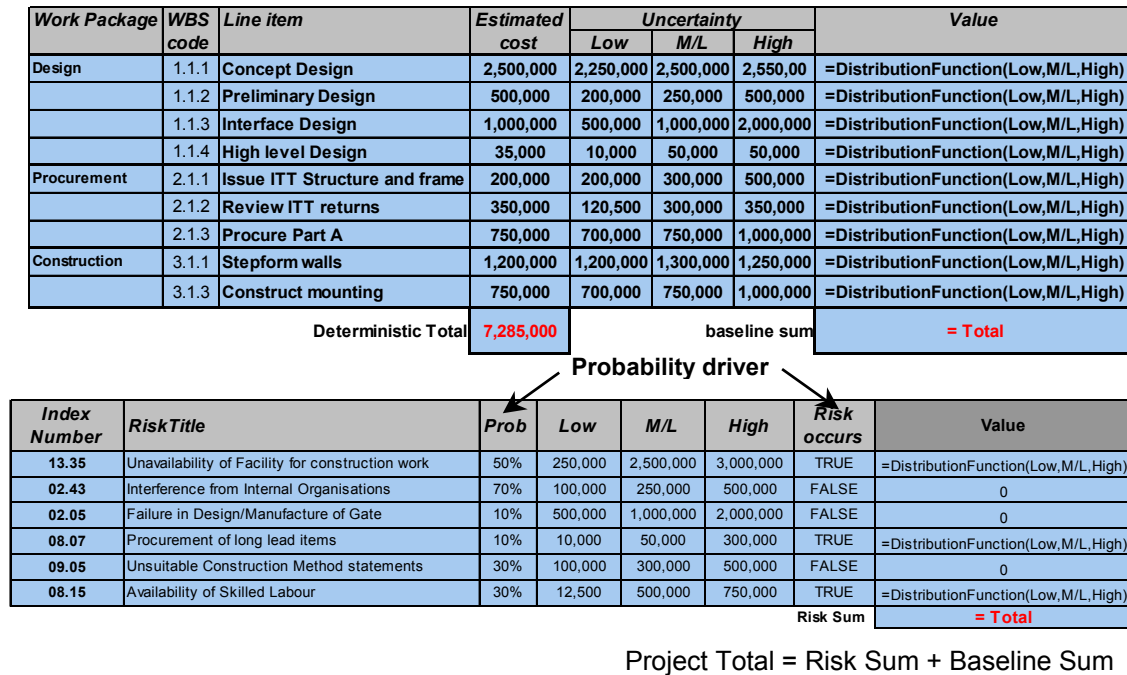 Work Package WBS code Line item Estimated cost Uncertainty Value
Low M/L High
Design 1.1.1 Concept Design 2,500,000 2,250,000 2,500,000 2,550,00 =DistributionFunction(Low,M/L,High)
1.1.2 Preliminary Design 500,000 200,000 250,000 500,000 =DistributionFunction(Low,M/L,High)
1.1.3 Interface Design 1,000,000 500,000 1,000,000 2,000,000 =DistributionFunction(Low,M/L,High)
1.1.4 High level Design 35,000 10,000 50,000 50,000 =DistributionFunction(Low,M/L,High)
Procurement 2.1.1 Issue ITT Structure and frame 200,000 200,000 300,000 500,000 =DistributionFunction(Low,M/L,High)
2.1.2 Review ITT returns 350,000 120,500 300,000 350,000 =DistributionFunction(Low,M/L,High)
2.1.3 Procure Part A 750,000 700,000 750,000 1,000,000 =DistributionFunction(Low,M/L,High)
Construction 3.1.1 Stepform walls 1,200,000 1,200,000 1,300,000 1,250,000 =DistributionFunction(Low,M/L,High)
3.1.3 Construct mounting 750,000 700,000 750,000 1,000,000 =DistributionFunction(Low,M/L,High)
Deterministic Total 7,285,000 baseline sum = Total
Probability driver
Index Number RiskTitle Prob Low M/L High Risk occurs Value
13.35 Unavailability of Facility for construction work 50% 250,000 2,500,000 3,000,000 TRUE =DistributionFunction(Low,M/L,High)
02.43 Interference from Internal Organisations 70% 100,000 250,000 500,000 FALSE 0
02.05 Failure in Design/Manufacture of Gate 10% 500,000 1,000,000 2,000,000 FALSE 0
08.07 Procurement of long lead items 10% 10,000 50,000 300,000 TRUE =DistributionFunction(Low,M/L,High)
09.05 Unsuitable Construction Method statements 30% 100,000 300,000 500,000 FALSE 0
08.15 Availability of Skilled Labour 30% 12,500 500,000 750,000 TRUE =DistributionFunction(Low,M/L,High)
Risk Sum = Total
Project Total = Risk Sum + Baseline Sum